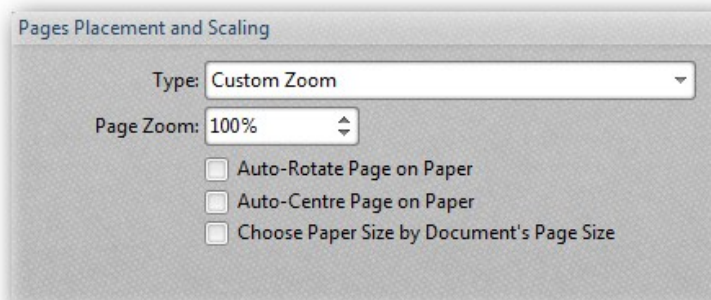 Pages Placement and Scaling
Type: Custom Zoom
Page Zoom: 100%
Auto-Rotate Page on Paper
Auto-Centre Page on Paper
Choose Paper Size by Document's Page Size